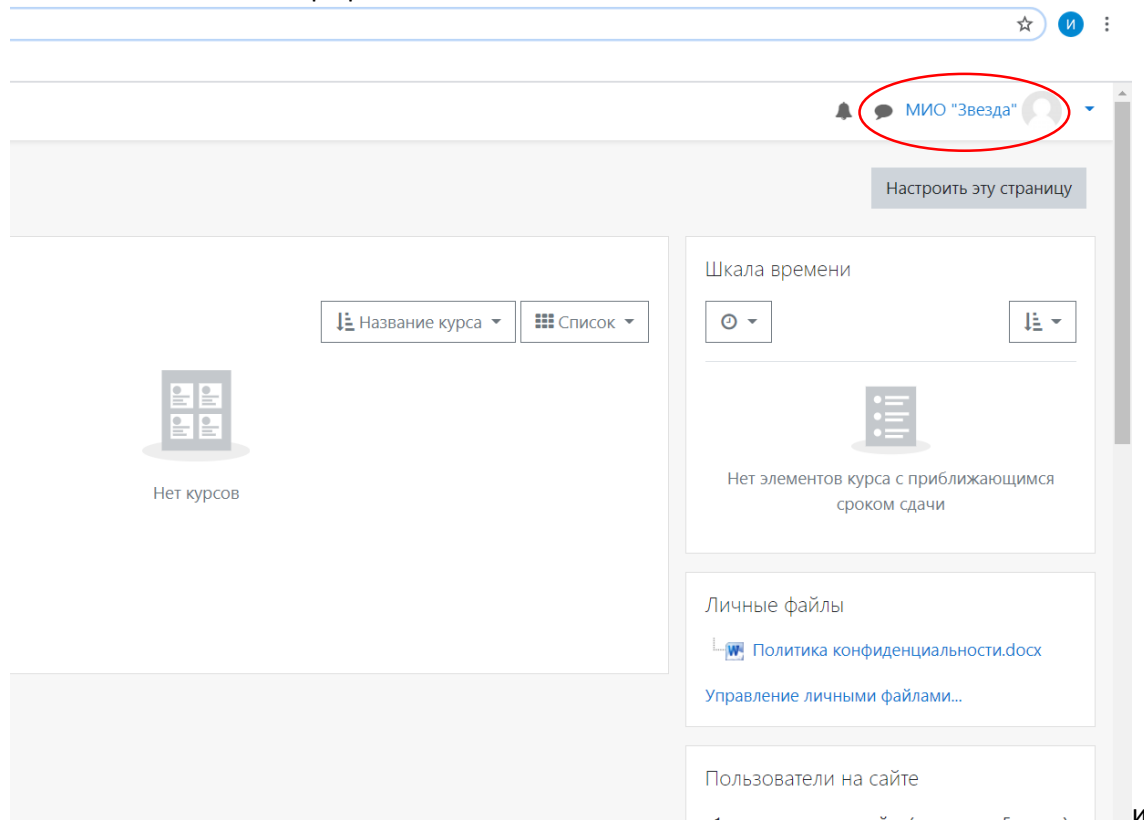 И
МИО "Звезда"
Настроить эту страницу
Название курса
Список
Нет курсов
Шкала времени
Нет элементов курса с приближающимся
сроком сдачи
Личные файлы
Политика конфиденциальности.docx
Управление личными файлами...
Пользователи на сайте
и